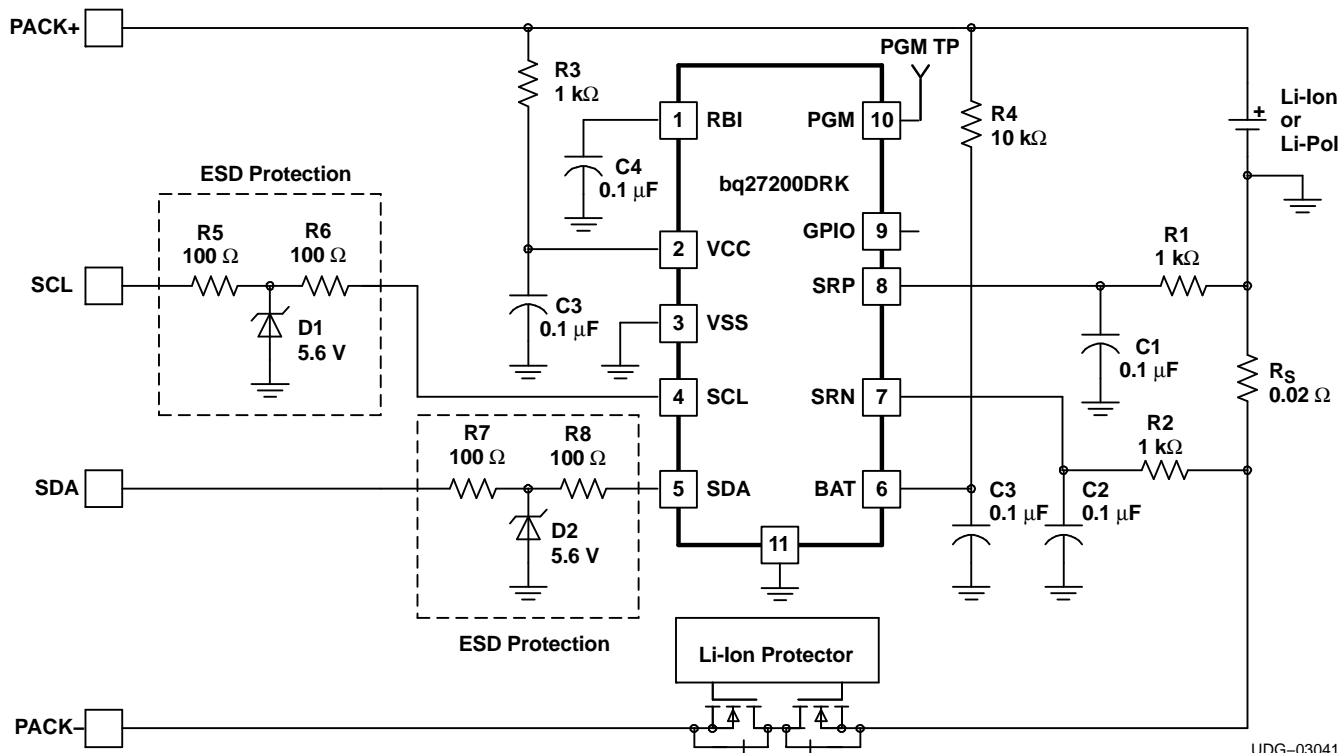 PACK+
PGM TP
R3
1 kΩ
R4
10 kΩ
Li-Ion
or
Li-Pol
+
1
RBI
PGM
10
C4
0.1 μF
bq27200DRK
ESD Protection
R5
100 Ω
R6
100 Ω
2
VCC
GPIO
9
R1
1 kΩ
SCL
SRP
8
D1
5.6 V
C3
0.1 μF
3
VSS
C1
0.1 μF
RS
0.02 Ω
4
SCL
SRN
7
R2
1 kΩ
R7
100 Ω
R8
100 Ω
SDA
5
SDA
BAT
6
C3
0.1 μF
C2
0.1 μF
D2
5.6 V
11
ESD Protection
Li-Ion Protector
PACK–
UDG–03041